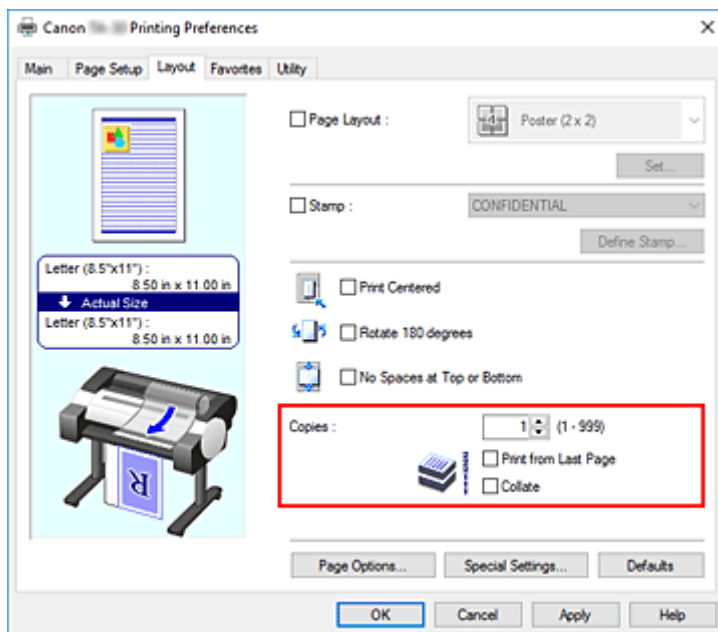 Canon Printing Preferences
Main Page Setup Layout Favorites Utility
Page Layout : 4 Poster (2 x 2)
Set...
Stamp : CONFIDENTIAL
Define Stamp...
Letter (8.5"x11") :
8.50 in x 11.00 in
Actual Size
Letter (8.5"x11") :
8.50 in x 11.00 in
Print Centered
Rotate 180 degrees
No Spaces at Top or Bottom
Copies : 1 (1 - 999)
Print from Last Page
Collate
R
Page Options... Special Settings... Defaults
OK Cancel Apply Help